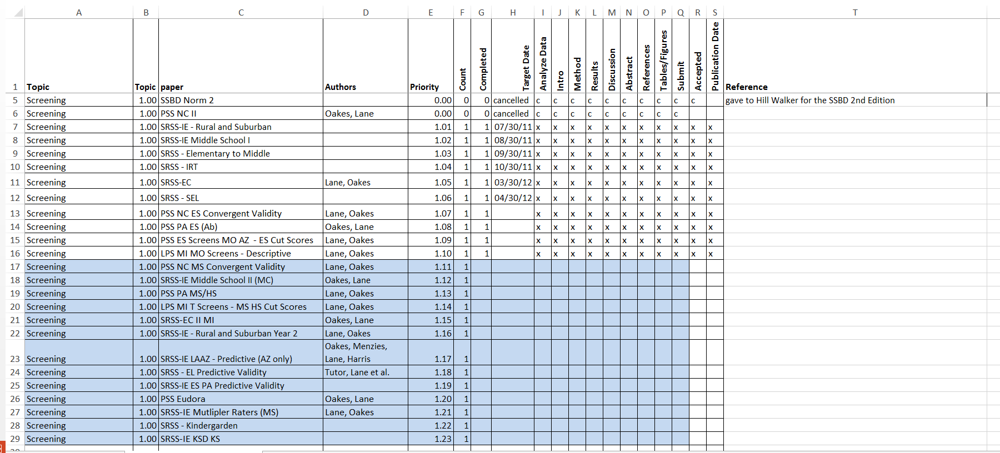 A B C D E F G H I J K L M N O P Q R S T
1 Topic Topic paper Authors Priority Count Completed Target Date Analyze Data Intro Method Results Discussion Abstract References Tables/Figures Submit Accepted Publication Date Reference
5 Screening 1.00 SSBD Norm 2 0.00 0 0 cancelled c c c c c c c c c c gave to Hill Walker for the SSBD 2nd Edition
6 Screening 1.00 PSS NC II Oakes, Lane 0.00 0 0 cancelled c c c c c c c c c
7 Screening 1.00 SRSS-IE - Rural and Suburban 1.01 1 1 07/30/11 x x x x x x x x x x x
8 Screening 1.00 SRSS-IE Middle School I 1.02 1 1 08/30/11 x x x x x x x x x x x
9 Screening 1.00 SRSS - Elementary to Middle 1.03 1 1 09/30/11 x x x x x x x x x x x
10 Screening 1.00 SRSS - IRT 1.04 1 1 10/30/11 x x x x x x x x x x x
11 Screening 1.00 SRSS-EC Lane, Oakes 1.05 1 1 03/30/12 x x x x x x x x x x x
12 Screening 1.00 SRSS - SEL 1.06 1 1 04/30/12 x x x x x x x x x x x
13 Screening 1.00 PSS NC ES Convergent Validity Lane, Oakes 1.07 1 1 x x x x x x x x x x x
14 Screening 1.00 PSS PA ES (Ab) Oakes, Lane 1.08 1 1 x x x x x x x x x x x
15 Screening 1.00 PSS ES Screens MO AZ - ES Cut Scores Lane, Oakes 1.09 1 1 x x x x x x x x x x x
16 Screening 1.00 LPS MI MO Screens - Descriptive Lane, Oakes 1.10 1 1 x x x x x x x x x x x
17 Screening 1.00 PSS NC MS Convergent Validity Lane, Oakes 1.11 1
18 Screening 1.00 SRSS-IE Middle School II (MC) Oakes, Lane 1.12 1
19 Screening 1.00 PSS PA MS/HS Lane, Oakes 1.13 1
20 Screening 1.00 LPS MI T Screens - MS HS Cut Scores Lane, Oakes 1.14 1
21 Screening 1.00 SRSS-EC II MI Oakes, Lane 1.15 1
22 Screening 1.00 SRSS-IE - Rural and Suburban Year 2 Lane, Oakes 1.16 1
Oakes, Menzies,
23 Screening 1.00 SRSS-IE LAAZ - Predictive (AZ only) Lane, Harris 1.17 1
24 Screening 1.00 SRSS - EL Predictive Validity Tutor, Lane et al. 1.18 1
25 Screening 1.00 SRSS-IE ES PA Predictive Validity 1.19 1
26 Screening 1.00 PSS Eudora Oakes, Lane 1.20 1
27 Screening 1.00 SRSS-IE Mutlipler Raters (MS) Lane, Oakes 1.21 1
28 Screening 1.00 SRSS - Kindergarden 1.22 1
29 Screening 1.00 SRSS-IE KSD KS 1.23 1